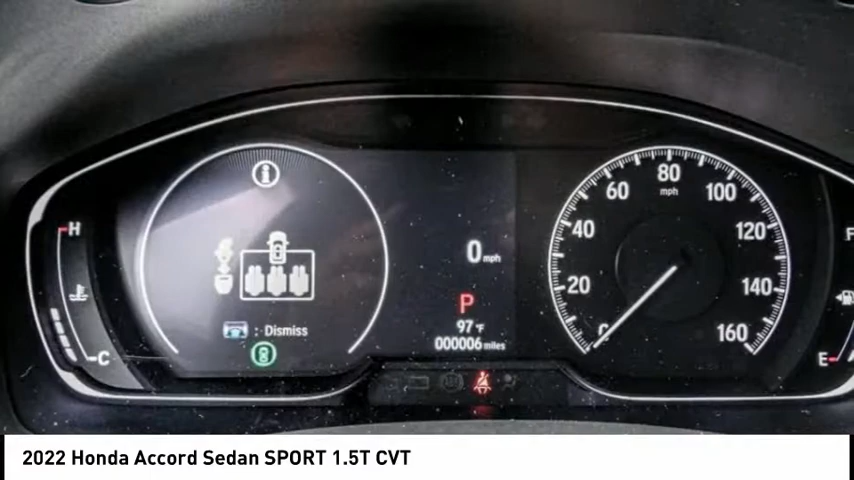 H
C
: Dismiss
0 mph
P
97 °F
000006 miles
0
20
40
60
80
mph
100
120
140
160
F
E
2022 Honda Accord Sedan SPORT 1.5T CVT